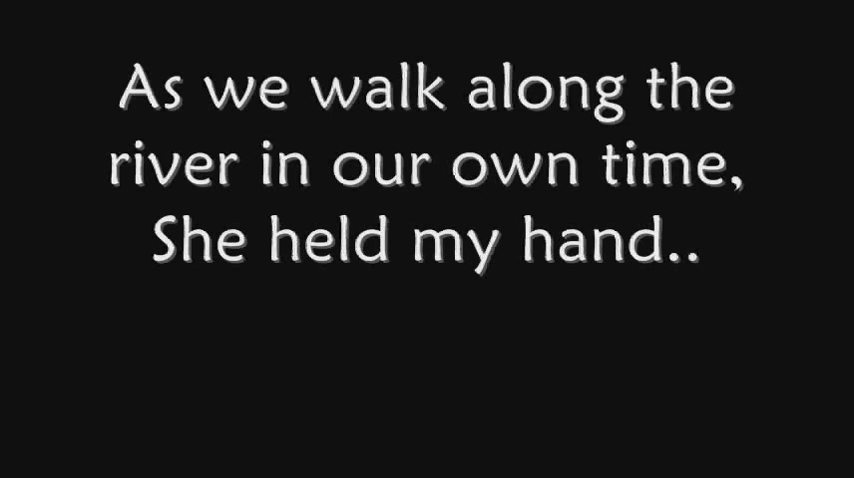 As we walk along the
river in our own time,
She held my hand..